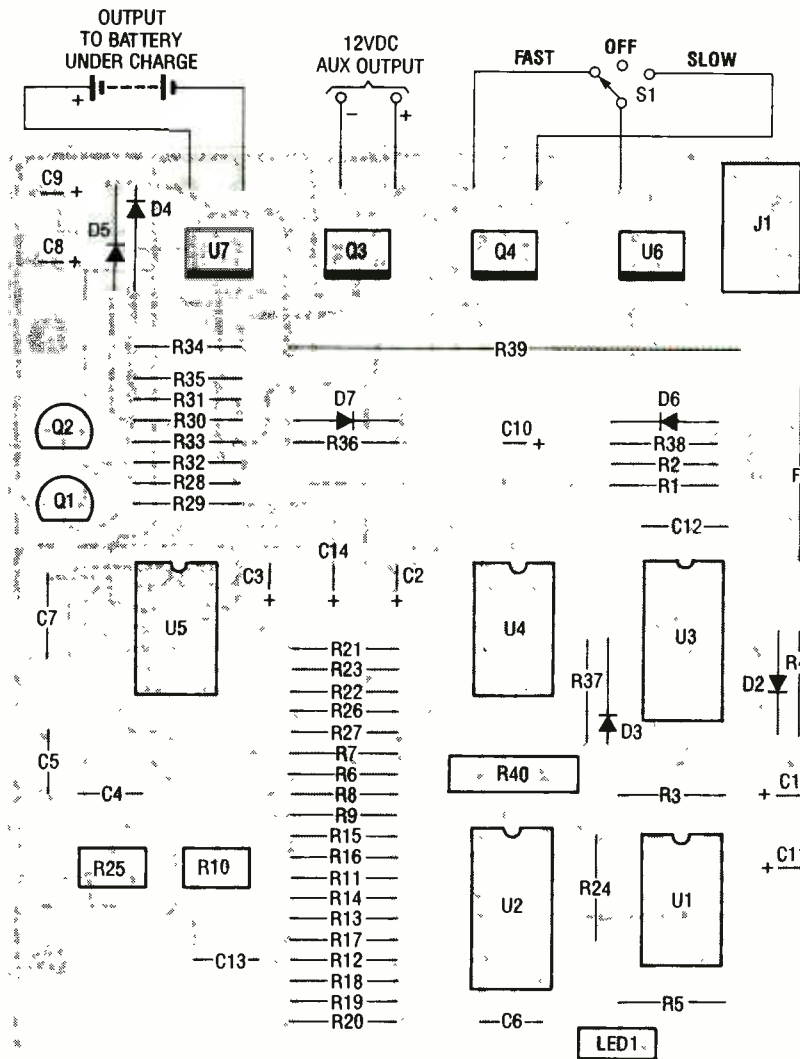 OUTPUT
TO BATTERY
UNDER CHARGE
12VDC
AUX OUTPUT
FAST
OFF
SLOW
S1
+
-
+
C9
+
D4
D5
C8
+
U7
Q3
Q4
U6
J1
R34
R39
R35
R31
R30
R33
R32
R28
R29
D7
R36
C10
+
D6
R38
R2
R1
Q2
Q1
C12
C7
U5
C3
+
C14
+
C2
+
U4
U3
R21
R23
R22
R26
R27
R7
R6
R8
R9
R15
R16
R11
R14
R13
R17
R12
R18
R19
R20
R37
D3
D2
C5
C4
R40
R3
+
R25
R10
U2
R24
U1
+
C13
C6
R5
LED1